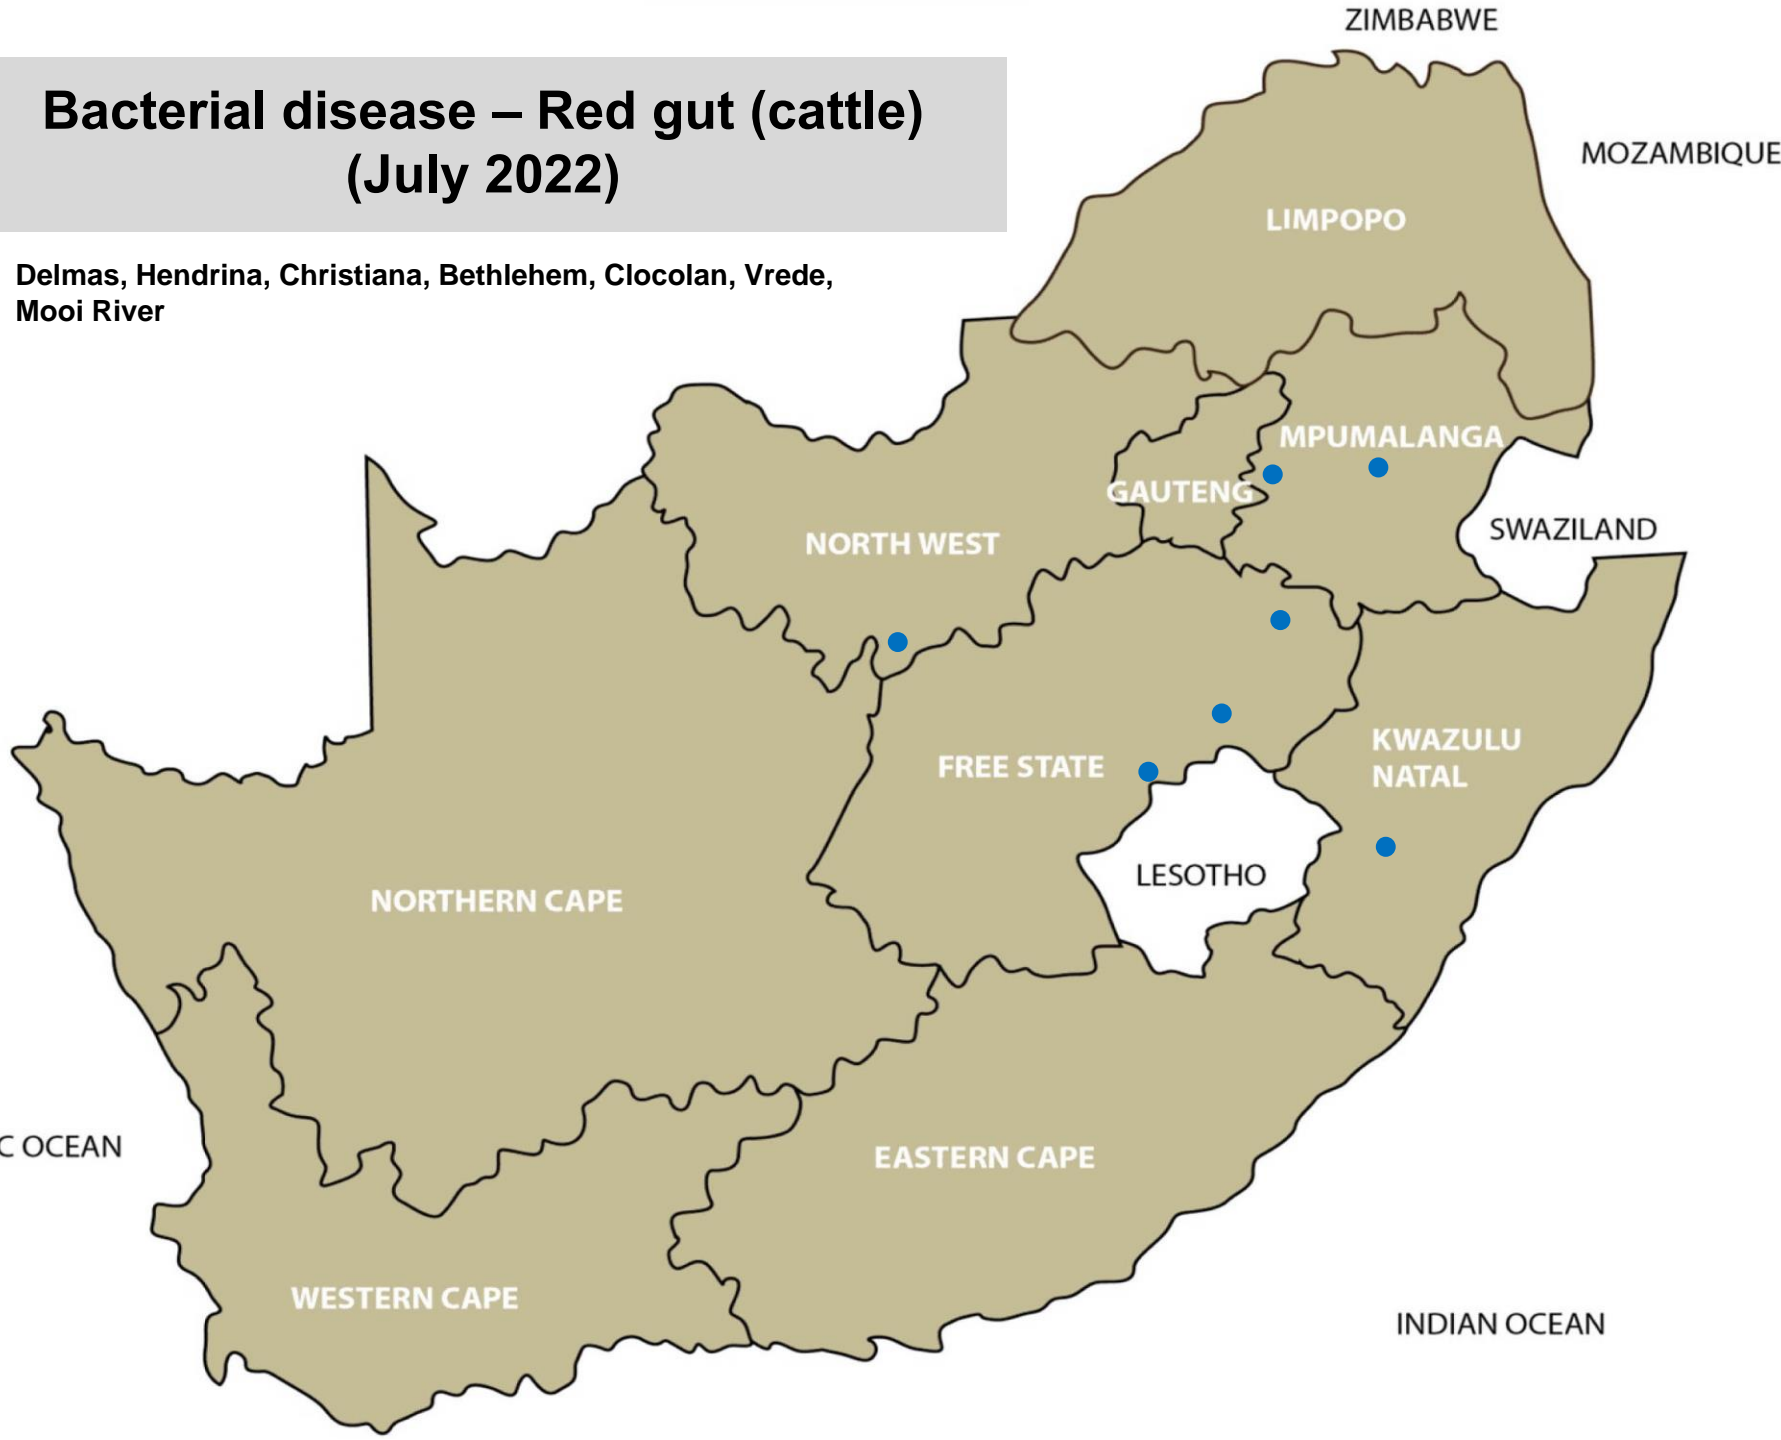 ZIMBABWE
Bacterial disease – Red gut (cattle)
(July 2022)
MOZAMBIQUE
LIMPOPO
Delmas, Hendrina, Christiana, Bethlehem, Clocolan, Vrede,
Mooi River
MPUMALANGA
GAUTENG
NORTH WEST
SWAZILAND
KWAZULU
NATAL
FREE STATE
LESOTHO
NORTHERN CAPE
C OCEAN
EASTERN CAPE
WESTERN CAPE
INDIAN OCEAN